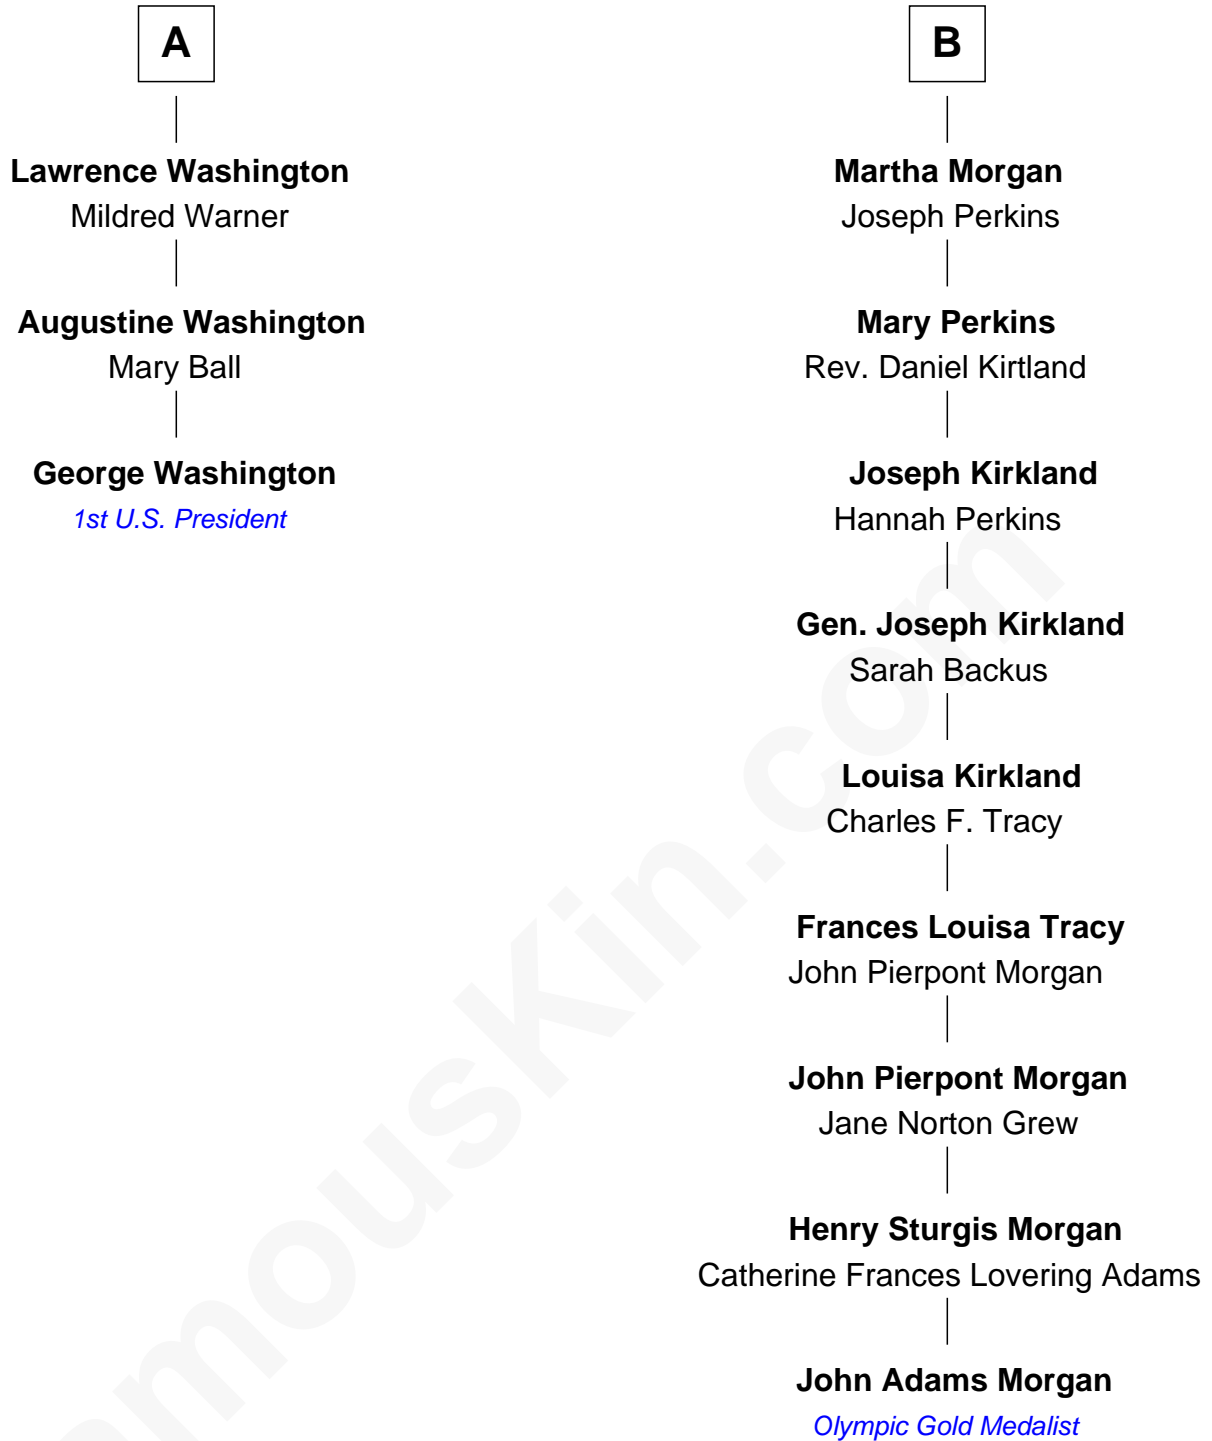 A
Lawrence Washington
Mildred Warner
Augustine Washington
Mary Ball
George Washington
1st U.S. President
B
Martha Morgan
Joseph Perkins
Mary Perkins
Rev. Daniel Kirtland
Joseph Kirkland
Hannah Perkins
Gen. Joseph Kirkland
Sarah Backus
Louisa Kirkland
Charles F. Tracy
Frances Louisa Tracy
John Pierpont Morgan
John Pierpont Morgan
Jane Norton Grew
Henry Sturgis Morgan
Catherine Frances Lovering Adams
John Adams Morgan
Olympic Gold Medalist
amouskin.com